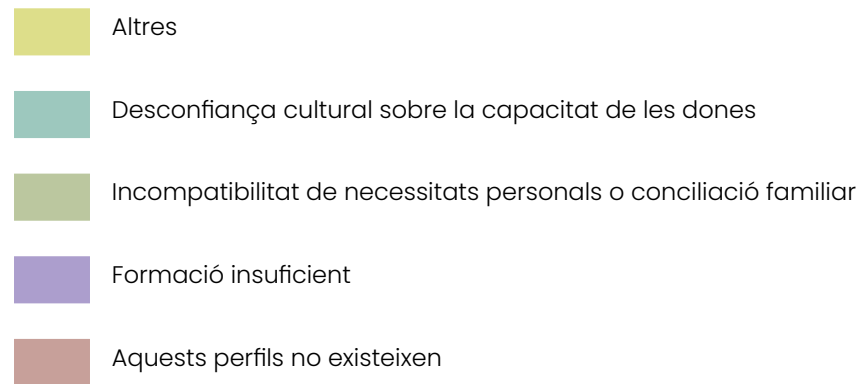 Altres
Desconfiança cultural sobre la capacitat de les dones
Incompatibilitat de necessitats personals o conciliació familiar
Formació insuficient
Aquests perfils no existeixen